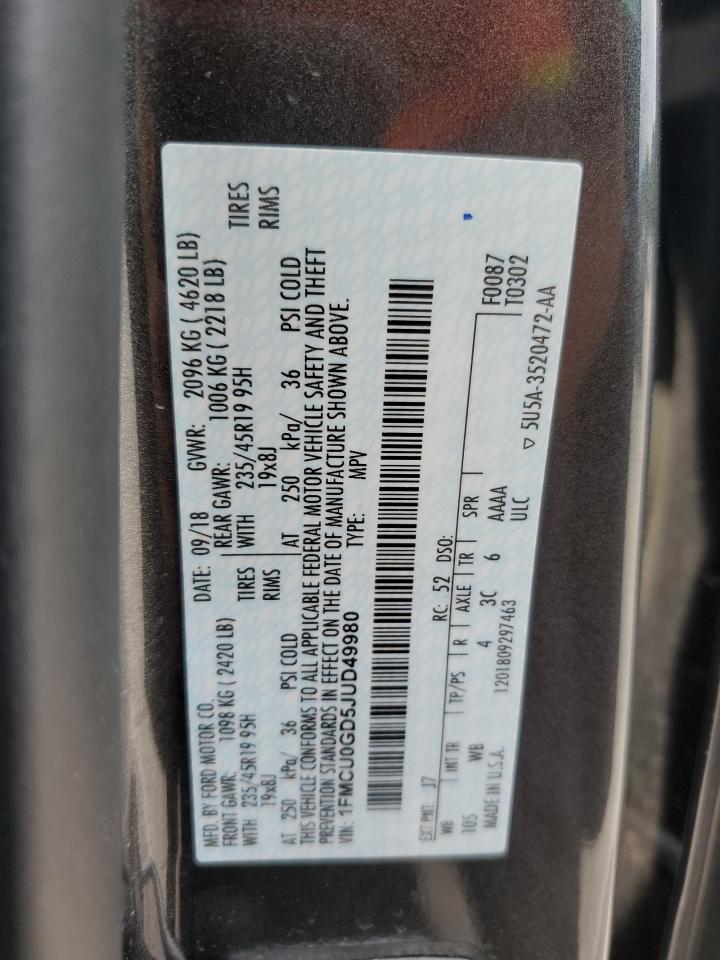 MFD. BY FORD MOTOR CO. DATE: 09/18 GVWR: 2096 KG ( 4620 LB)
FRONT GAWR: 1098 KG ( 2420 LB) REAR GAWR: 1006 KG ( 2218 LB)
WITH 235/45R19 95H TIRES WITH 235/45R19 95H TIRES
19x8J RIMS 19x8J RIMS
AT 250 kPa/ 36 PSI COLD AT 250 kPa/ 36 PSI COLD
THIS VEHICLE CONFORMS TO ALL APPLICABLE FEDERAL MOTOR VEHICLE SAFETY AND THEFT
PREVENTION STANDARDS IN EFFECT ON THE DATE OF MANUFACTURE SHOWN ABOVE.
VIN: 1FMCU0GD5JUD49980 TYPE: MPV
EXT PNT: J7 RC: 52 DSO:
WB INT TR TP/PS R AXLE TR SPR F0087
105 WB 4 3C 6 AAAA T0302
MADE IN U.S.A. 1201809297463 ULC
▽ 5U5A-3520472-AA